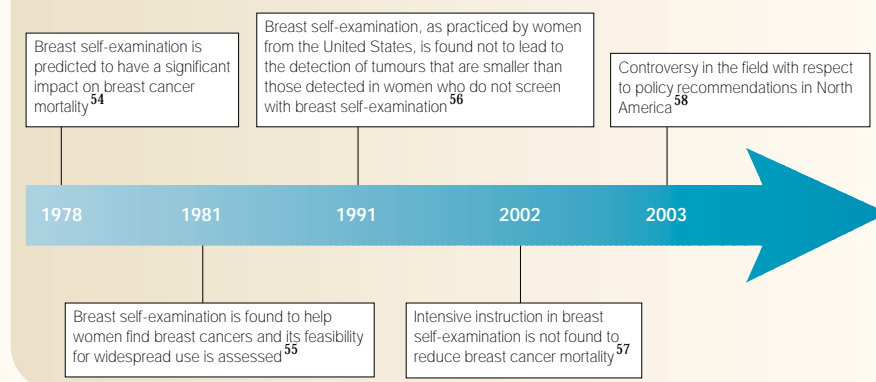 Breast self-examination is
predicted to have a significant
impact on breast cancer
mortality54
Breast self-examination, as practiced by women
from the United States, is found not to lead to
the detection of tumours that are smaller than
those detected in women who do not screen
with breast self-examination56
Controversy in the field with respect
to policy recommendations in North
America58
1978 1981 1991 2002 2003
Breast self-examination is found to help
women find breast cancers and its feasibility
for widespread use is assessed55
Intensive instruction in breast
self-examination is not found to
reduce breast cancer mortality57